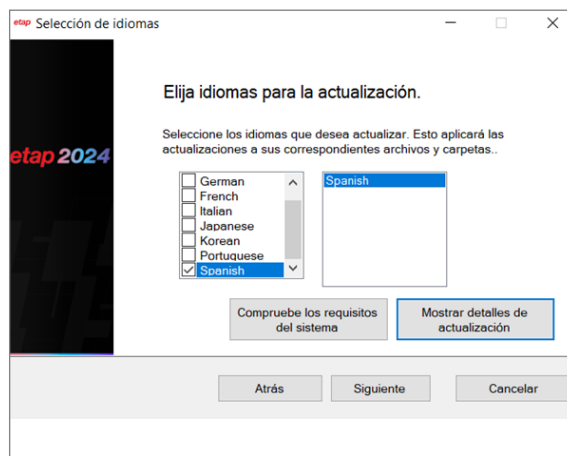 etap Selección de idiomas
Elija idiomas para la actualización.
Seleccione los idiomas que desea actualizar. Esto aplicará las
actualizaciones a sus correspondientes archivos y carpetas..
etap 2024
German
French
Italian
Japanese
Korean
Portuguese
Spanish
Spanish
Compruebe los requisitos
del sistema
Mostrar detalles de
actualización
Atrás
Siguiente
Cancelar